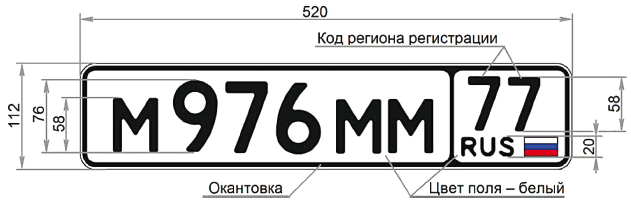 520
Код региона регистрации
112
76
58
М976ММ
77
RUS
58
20
Окантовка
Цвет поля – белый